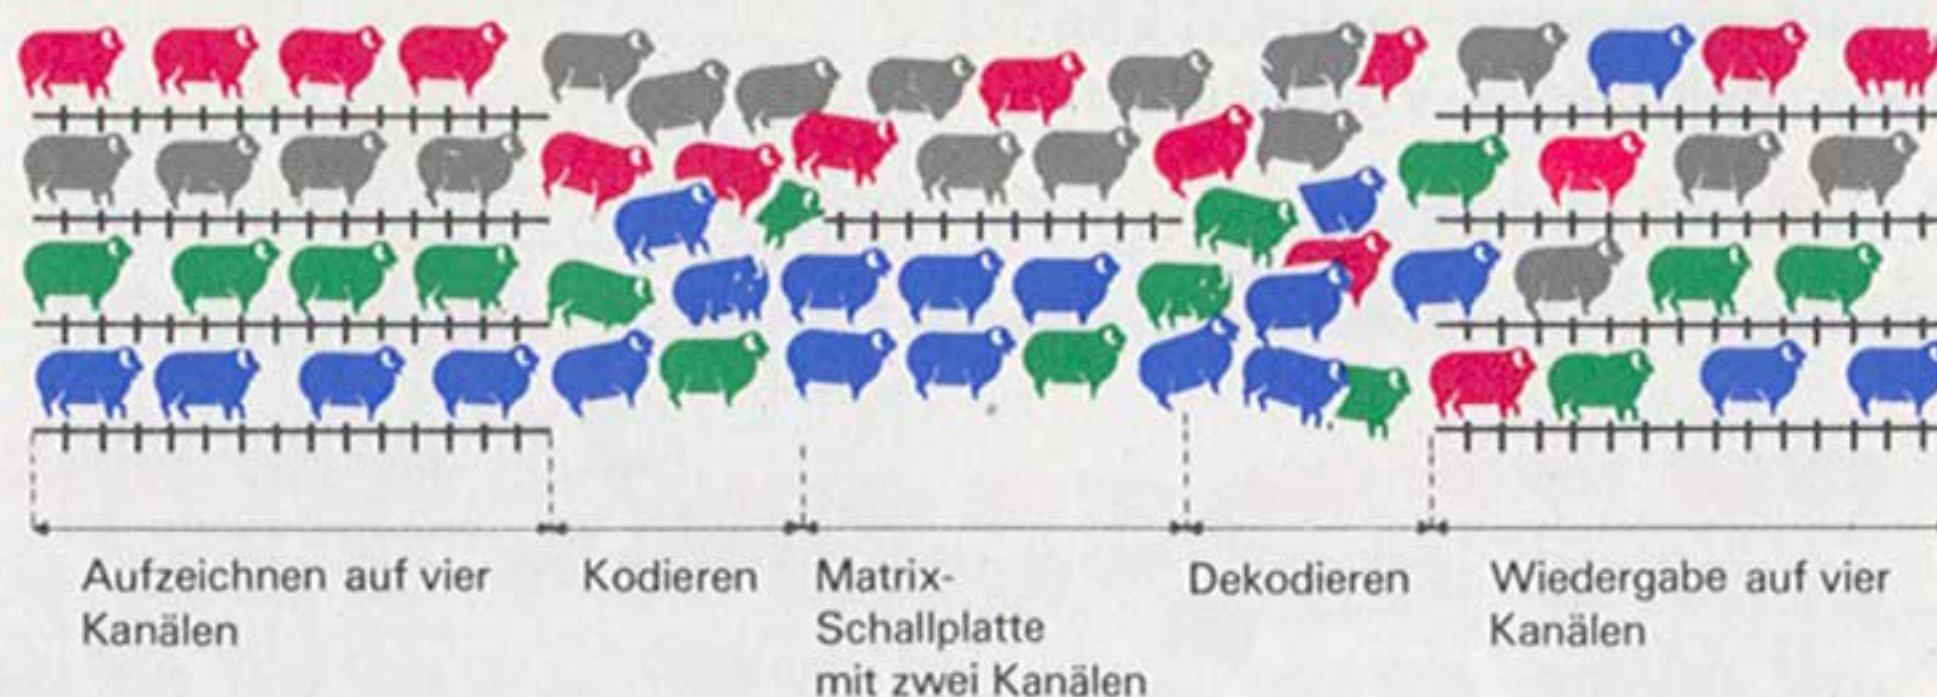 Aufzeichnen auf vier
Kanälen
Kodieren
Matrix-
Schallplatte
mit zwei Kanälen
Dekodieren
Wiedergabe auf vier
Kanälen